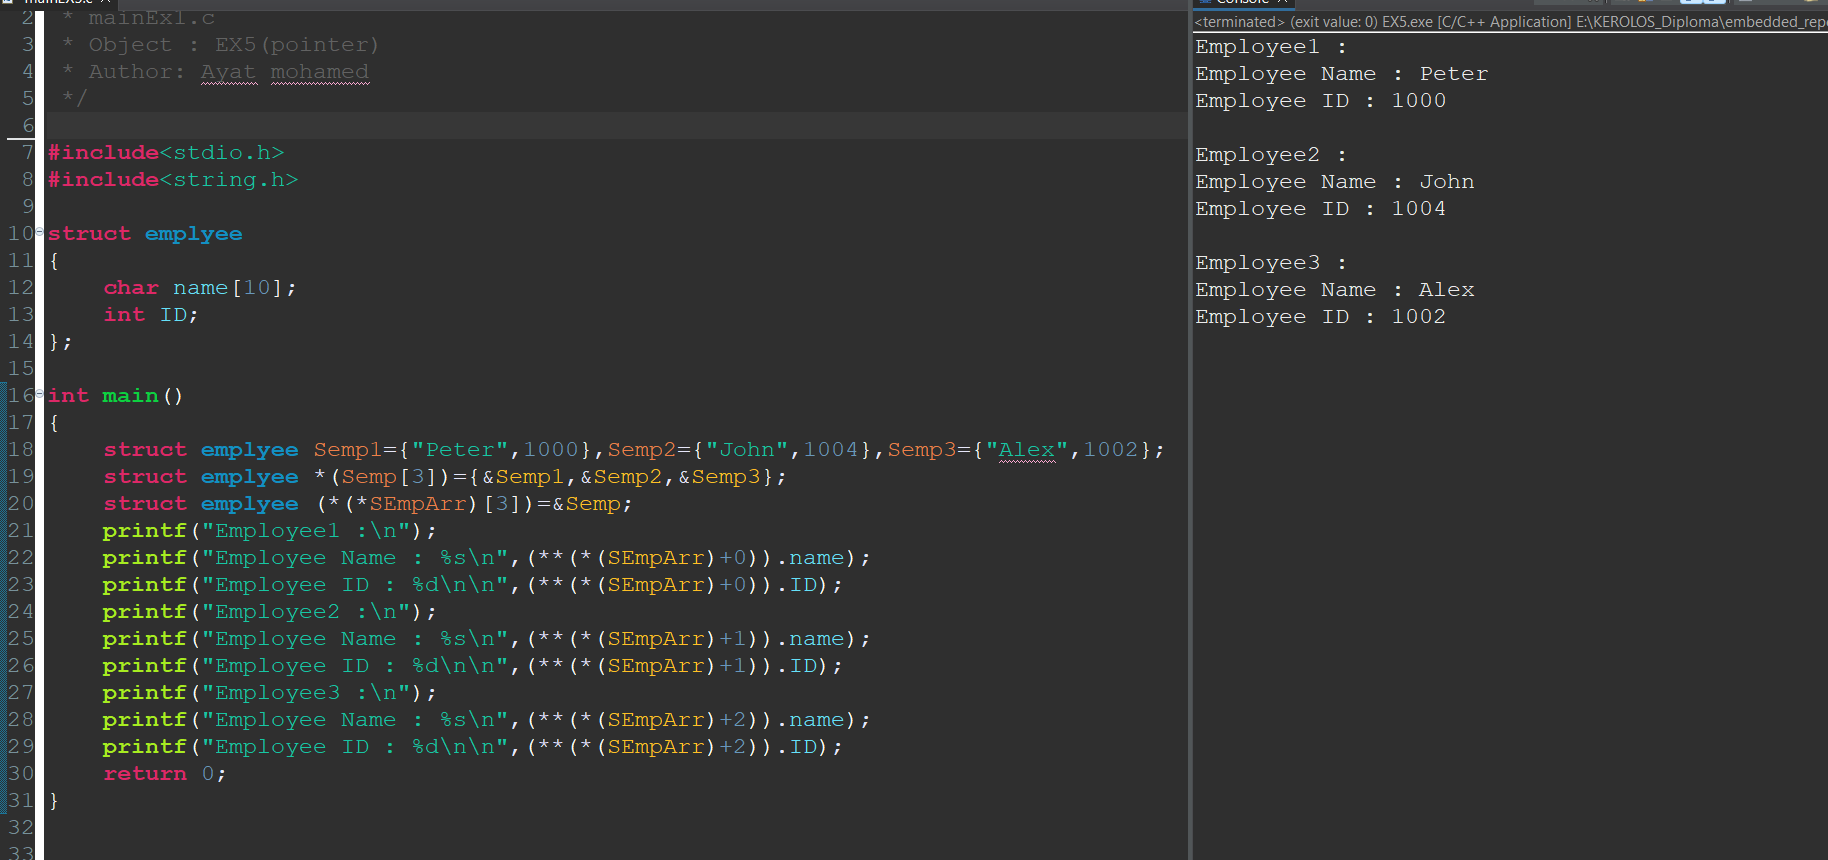 mainEX5.c
Console
<terminated> (exit value: 0) EX5.exe [C/C++ Application] E:\KEROLOS_Diploma\embedded_repo
2 * mainEx1.c
3 * Object : EX5(pointer)
4 * Author: Ayat mohamed
5 */
6
7 #include<stdio.h>
8 #include<string.h>
9
10 struct emplyee
11 {
12 char name[10];
13 int ID;
14 };
15
16 int main()
17 {
18 struct emplyee Semp1={"Peter",1000},Semp2={"John",1004},Semp3={"Alex",1002};
19 struct emplyee *(Semp[3])={&Semp1,&Semp2,&Semp3};
20 struct emplyee (*(*SEmpArr)[3])=&Semp;
21 printf("Employee1 :\n");
22 printf("Employee Name : %s\n",(**(*(SEmpArr)+0)).name);
23 printf("Employee ID : %d\n\n",(**(*(SEmpArr)+0)).ID);
24 printf("Employee2 :\n");
25 printf("Employee Name : %s\n",(**(*(SEmpArr)+1)).name);
26 printf("Employee ID : %d\n\n",(**(*(SEmpArr)+1)).ID);
27 printf("Employee3 :\n");
28 printf("Employee Name : %s\n",(**(*(SEmpArr)+2)).name);
29 printf("Employee ID : %d\n\n",(**(*(SEmpArr)+2)).ID);
30 return 0;
31 }
32
33
Employee1 :
Employee Name : Peter
Employee ID : 1000
Employee2 :
Employee Name : John
Employee ID : 1004
Employee3 :
Employee Name : Alex
Employee ID : 1002